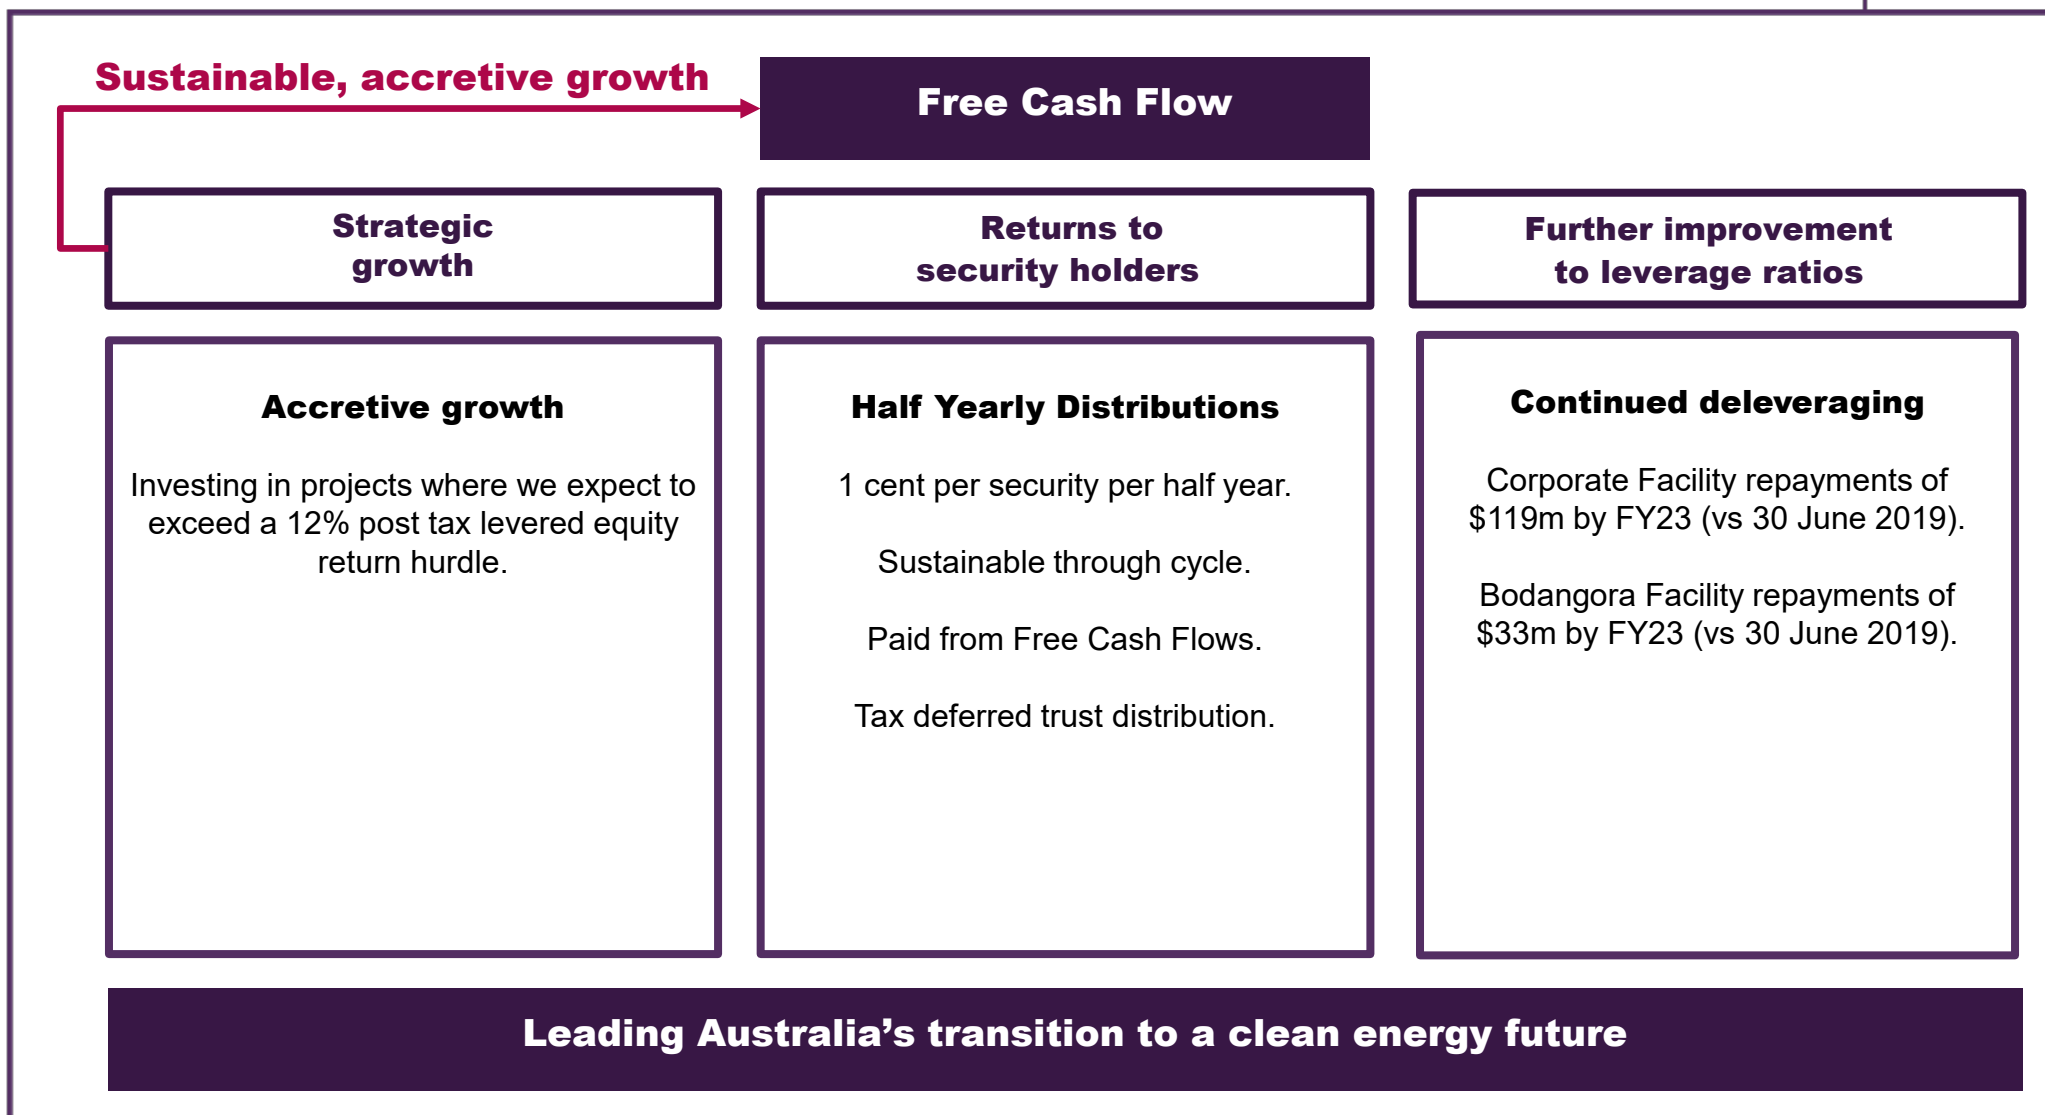 Sustainable, accretive growth
Free Cash Flow
Strategic
growth
Returns to
security holders
Further improvement
to leverage ratios
Accretive growth
Investing in projects where we expect to
exceed a 12% post tax levered equity
return hurdle.
Half Yearly Distributions
1 cent per security per half year.
Sustainable through cycle.
Paid from Free Cash Flows.
Tax deferred trust distribution.
Continued deleveraging
Corporate Facility repayments of
$119m by FY23 (vs 30 June 2019).
Bodangora Facility repayments of
$33m by FY23 (vs 30 June 2019).
Leading Australia’s transition to a clean energy future